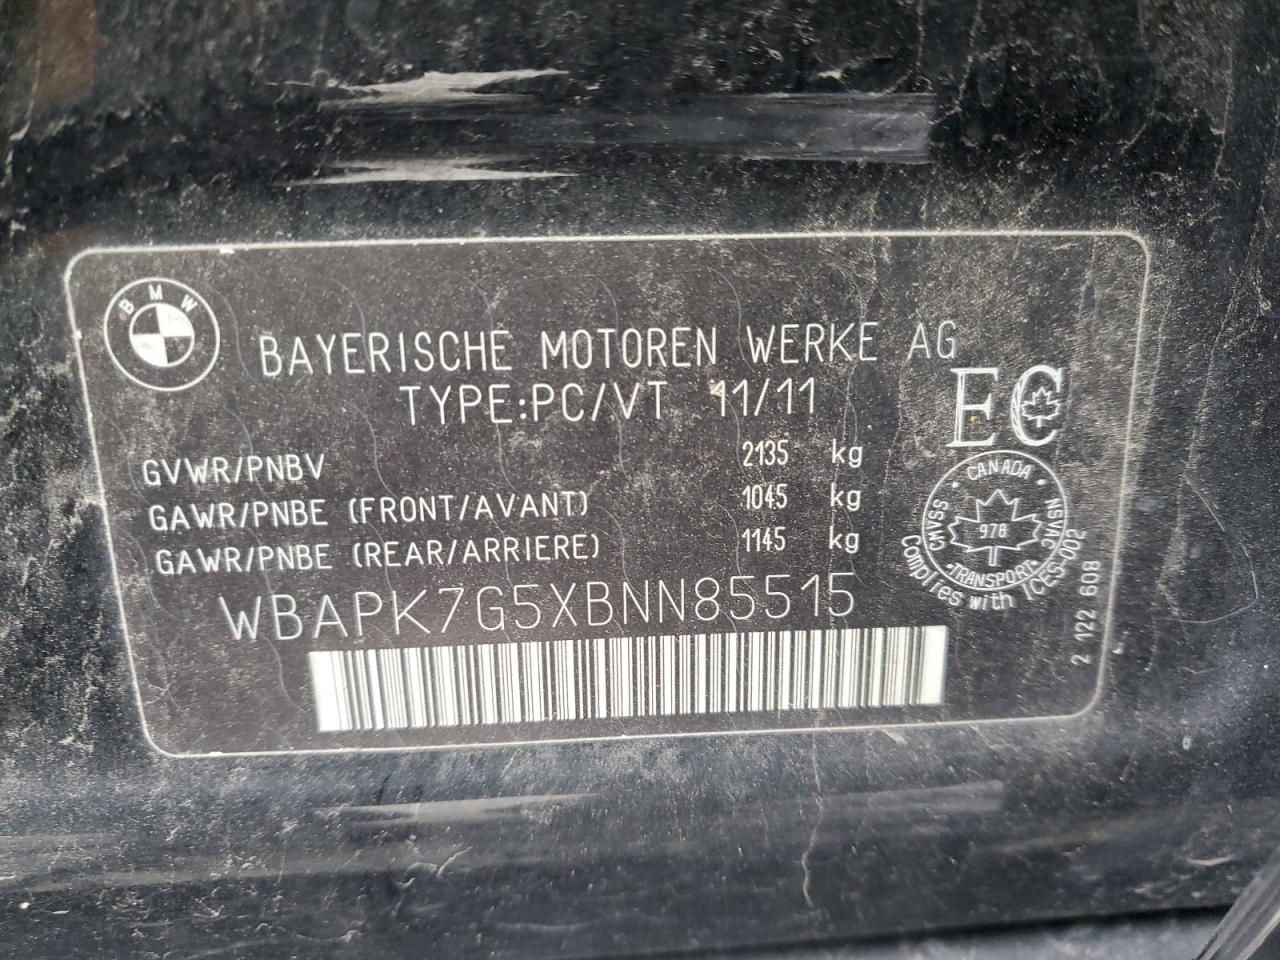 BMW
BAYERISCHE MOTOREN WERKE AG
TYPE:PC/VT 11/11
GVWR/PNBV 2135 kg
GAWR/PNBE (FRONT/AVANT) 1045 kg
GAWR/PNBE (REAR/ARRIERE) 1145 kg
WBAPK7G5XBNN85515
EC
CANADA
CMVSS NSVAC
978
TRANSPORT
Complies with ICES-002
2 122 608